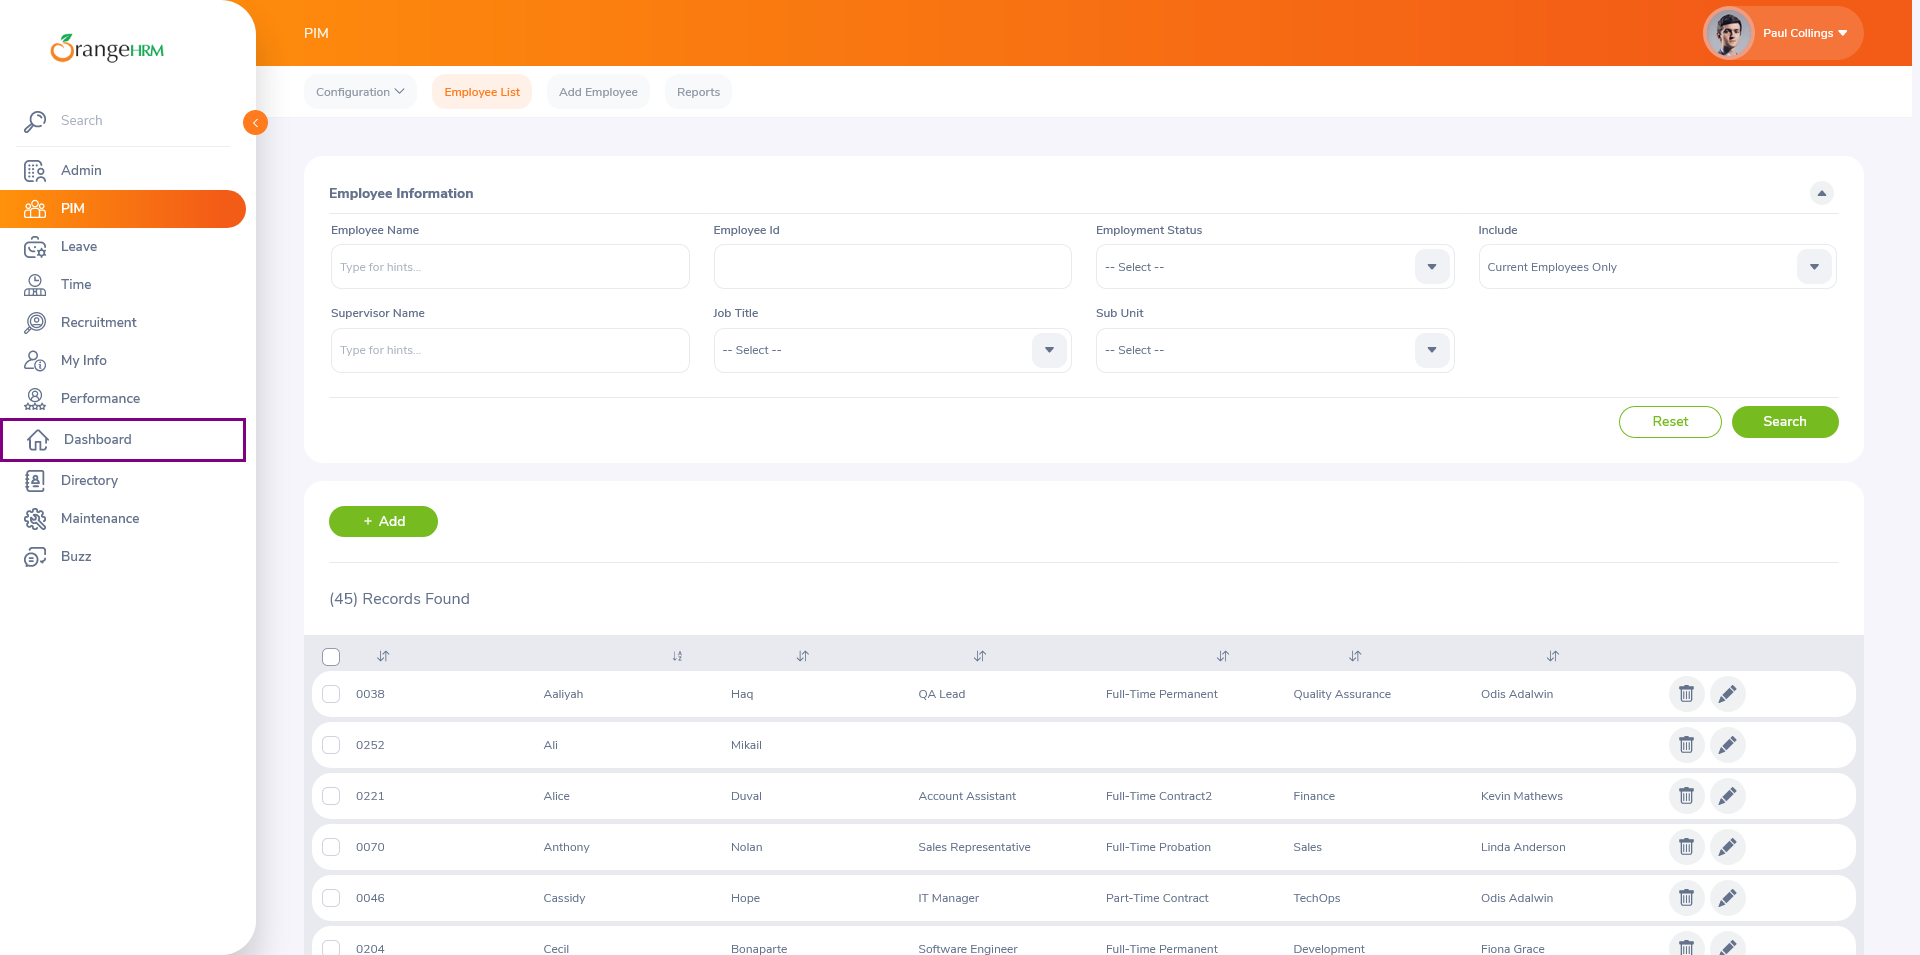 OrangeHRM
PIM
Paul Collings
Configuration
Employee List
Add Employee
Reports
Search
Admin
PIM
Leave
Time
Recruitment
My Info
Performance
Dashboard
Directory
Maintenance
Buzz
Employee Information
Employee Name
Employee Id
Employment Status
Include
Type for hints...
-- Select --
Current Employees Only
Supervisor Name
Job Title
Sub Unit
Type for hints...
-- Select --
-- Select --
Reset
Search
+ Add
(45) Records Found
0038 Aaliyah Haq QA Lead Full-Time Permanent Quality Assurance Odis Adalwin
0252 Ali Mikail
0221 Alice Duval Account Assistant Full-Time Contract2 Finance Kevin Mathews
0070 Anthony Nolan Sales Representative Full-Time Probation Sales Linda Anderson
0046 Cassidy Hope IT Manager Part-Time Contract TechOps Odis Adalwin
0204 Cecil Bonaparte Software Engineer Full-Time Permanent Development Fiona Grace